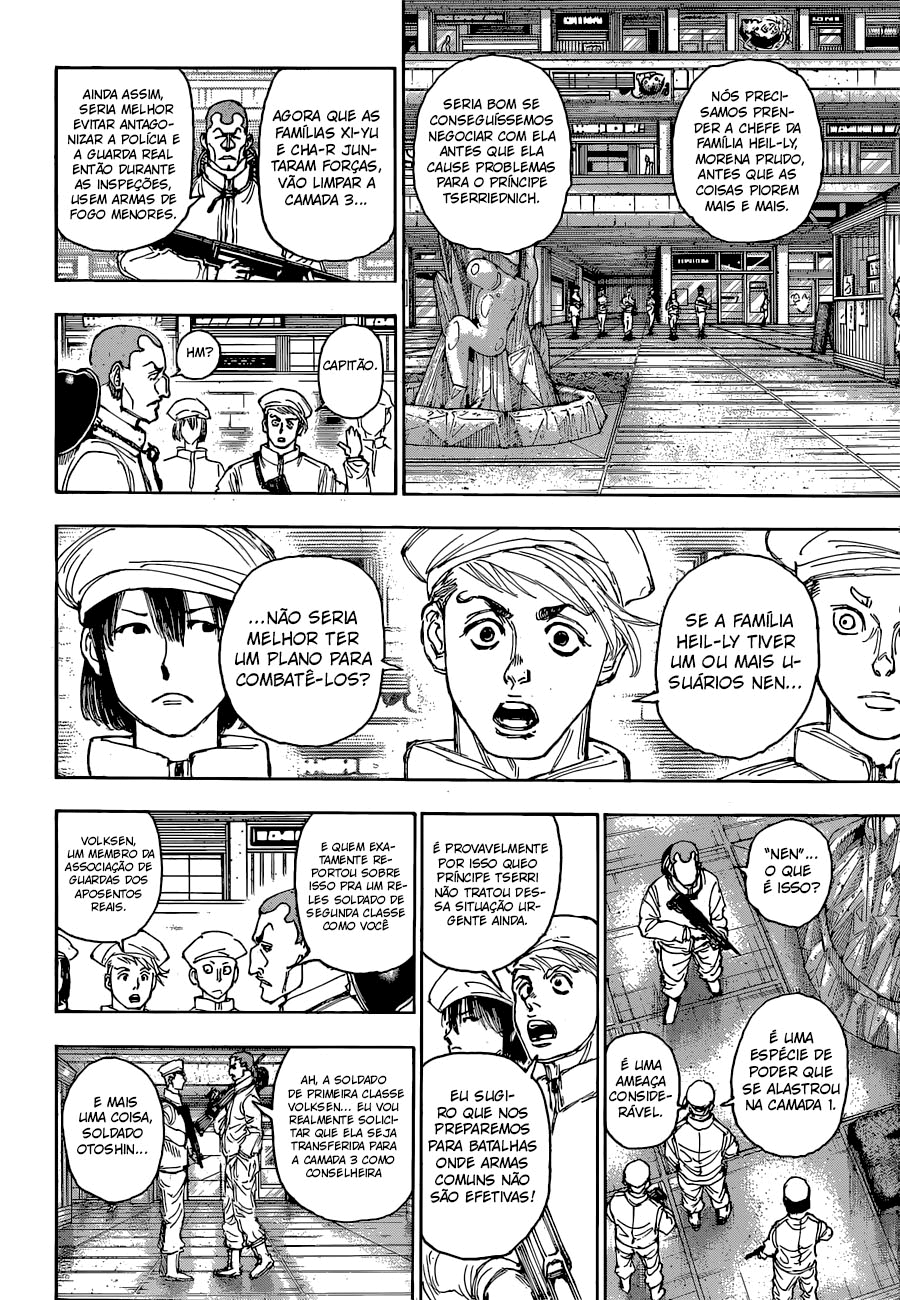 NÓS PRECI-
SAMOS PREN-
DER A CHEFE DA
FAMÍLIA HEIL-LY,
MORENA PRUDO,
ANTES QUE AS
COISAS PIOREM
MAIS E MAIS.
SERIA BOM SE
CONSEGUÍSSEMOS
NEGOCIAR COM ELA
ANTES QUE ELA
CAUSE PROBLEMAS
PARA O PRÍNCIPE
TSERRIEDNICH.
AGORA QUE AS
FAMÍLIAS XI-YU
E CHA-R JUN-
TARAM FORÇAS,
VÃO LIMPAR A
CAMADA 3...
AINDA ASSIM,
SERIA MELHOR
EVITAR ANTAGO-
NIZAR A POLÍCIA E
A GUARDA REAL
ENTÃO DURANTE
AS INSPEÇÕES,
USEM ARMAS DE
FOGO MENORES.
CAPITÃO.
HM?
SE A FAMÍLIA
HEIL-LY TIVER
UM OU MAIS U-
SUÁRIOS NEN...
...NÃO SERIA
MELHOR TER
UM PLANO PARA
COMBATÊ-LOS?
"NEN"...
O QUE
É ISSO?
É UMA
ESPÉCIE DE
PODER QUE
SE ALASTROU
NA CAMADA 1.
É UMA
AMEAÇA
CONSIDE-
RÁVEL.
É PROVAVELMENTE
POR ISSO QUEO
PRÍNCIPE TSERRI
NÃO TRATOU DES-
SA SITUAÇÃO UR-
GENTE AINDA.
EU SUGI-
RO QUE NOS
PREPAREMOS
PARA BATALHAS
ONDE ARMAS
COMUNS NÃO
SÃO EFETIVAS!
E QUEM EXA-
TAMENTE RE-
PORTOU SOBRE
ISSO PRA UM RE-
LES SOLDADO DE
SEGUNDA CLASSE
COMO VOCÊ
VOLKSEN,
UM MEMBRO DA
ASSOCIAÇÃO DE
GUARDAS DOS
APOSENTOS
REAIS.
AH, A SOLDADO
DE PRIMEIRA CLASSE
VOLKSEN... EU VOU
REALMENTE SOLICI-
TAR QUE ELA SEJA
TRANSFERIDA PARA
A CAMADA 3 COMO
CONSELHEIRA
E MAIS
UMA COISA,
SOLDADO
OTOSHIN...